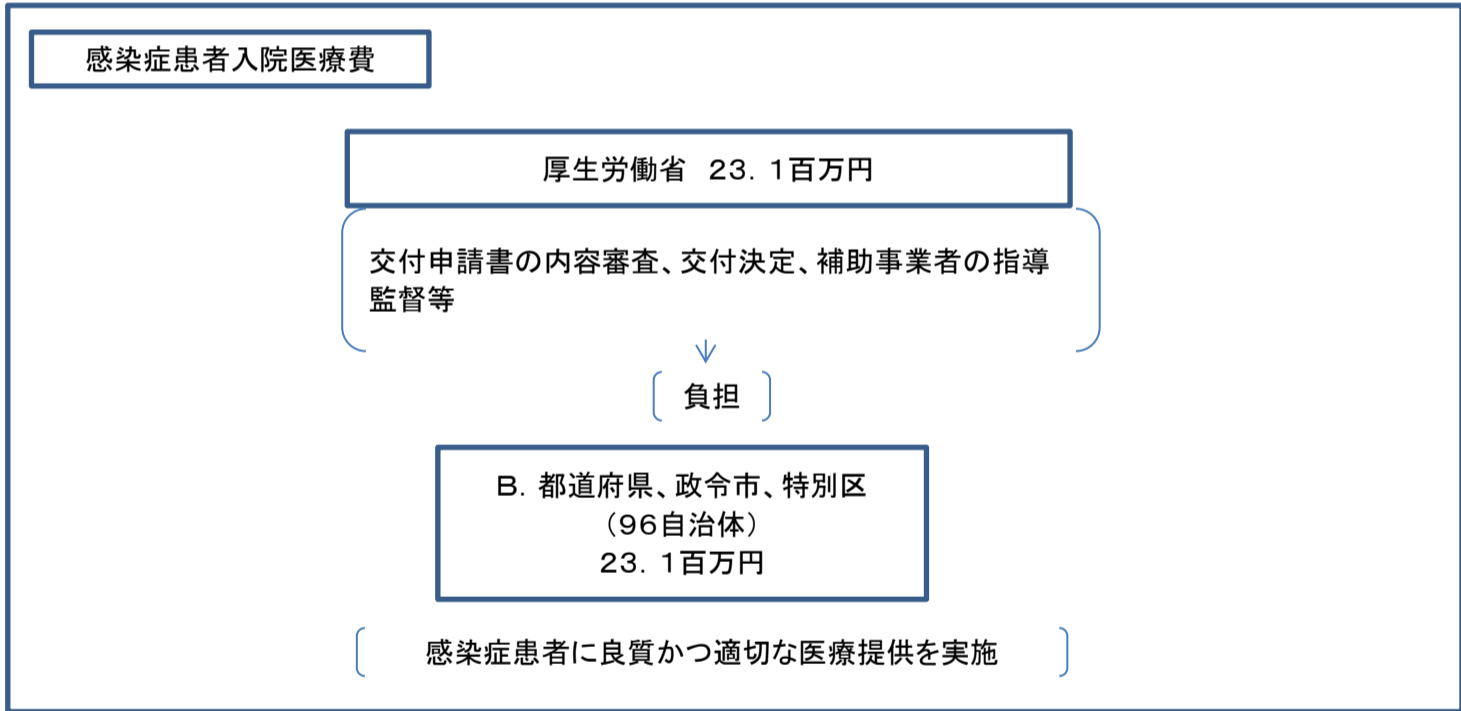 感染症患者入院医療費
厚生労働省　２３．１百万円
交付申請書の内容審査、交付決定、補助事業者の指導
監督等
負担
Ｂ．都道府県、政令市、特別区
（９６自治体）
２３．１百万円
感染症患者に良質かつ適切な医療提供を実施